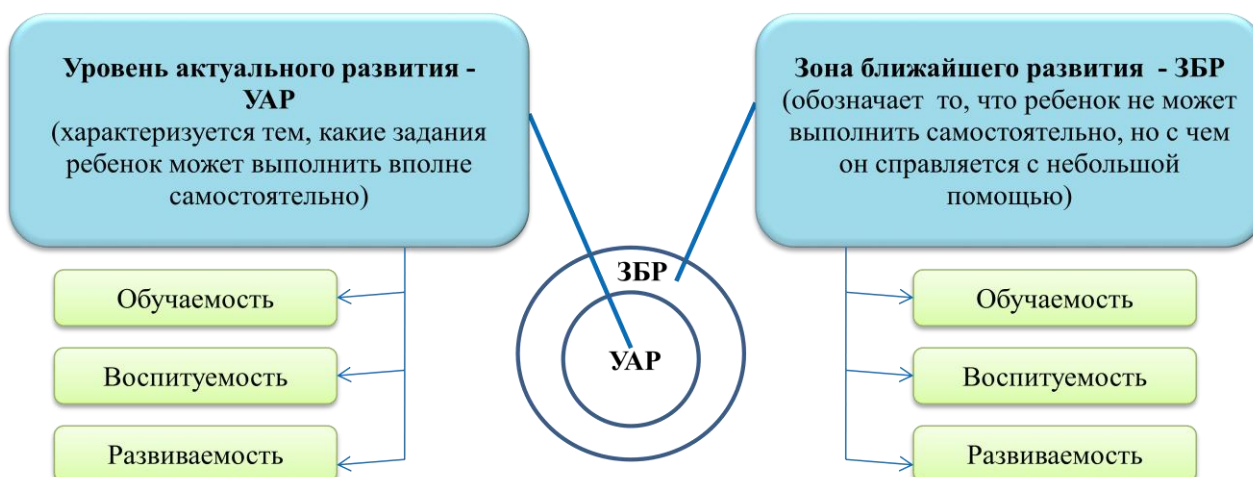 Уровень актуального развития -
УАР
(характеризуется тем, какие задания
ребенок может выполнить вполне
самостоятельно)
Зона ближайшего развития - ЗБР
(обозначает то, что ребенок не может
выполнить самостоятельно, но с чем
он справляется с небольшой
помощью)
ЗБР
УАР
Обучаемость
Воспитуемость
Развиваемость
Обучаемость
Воспитуемость
Развиваемость